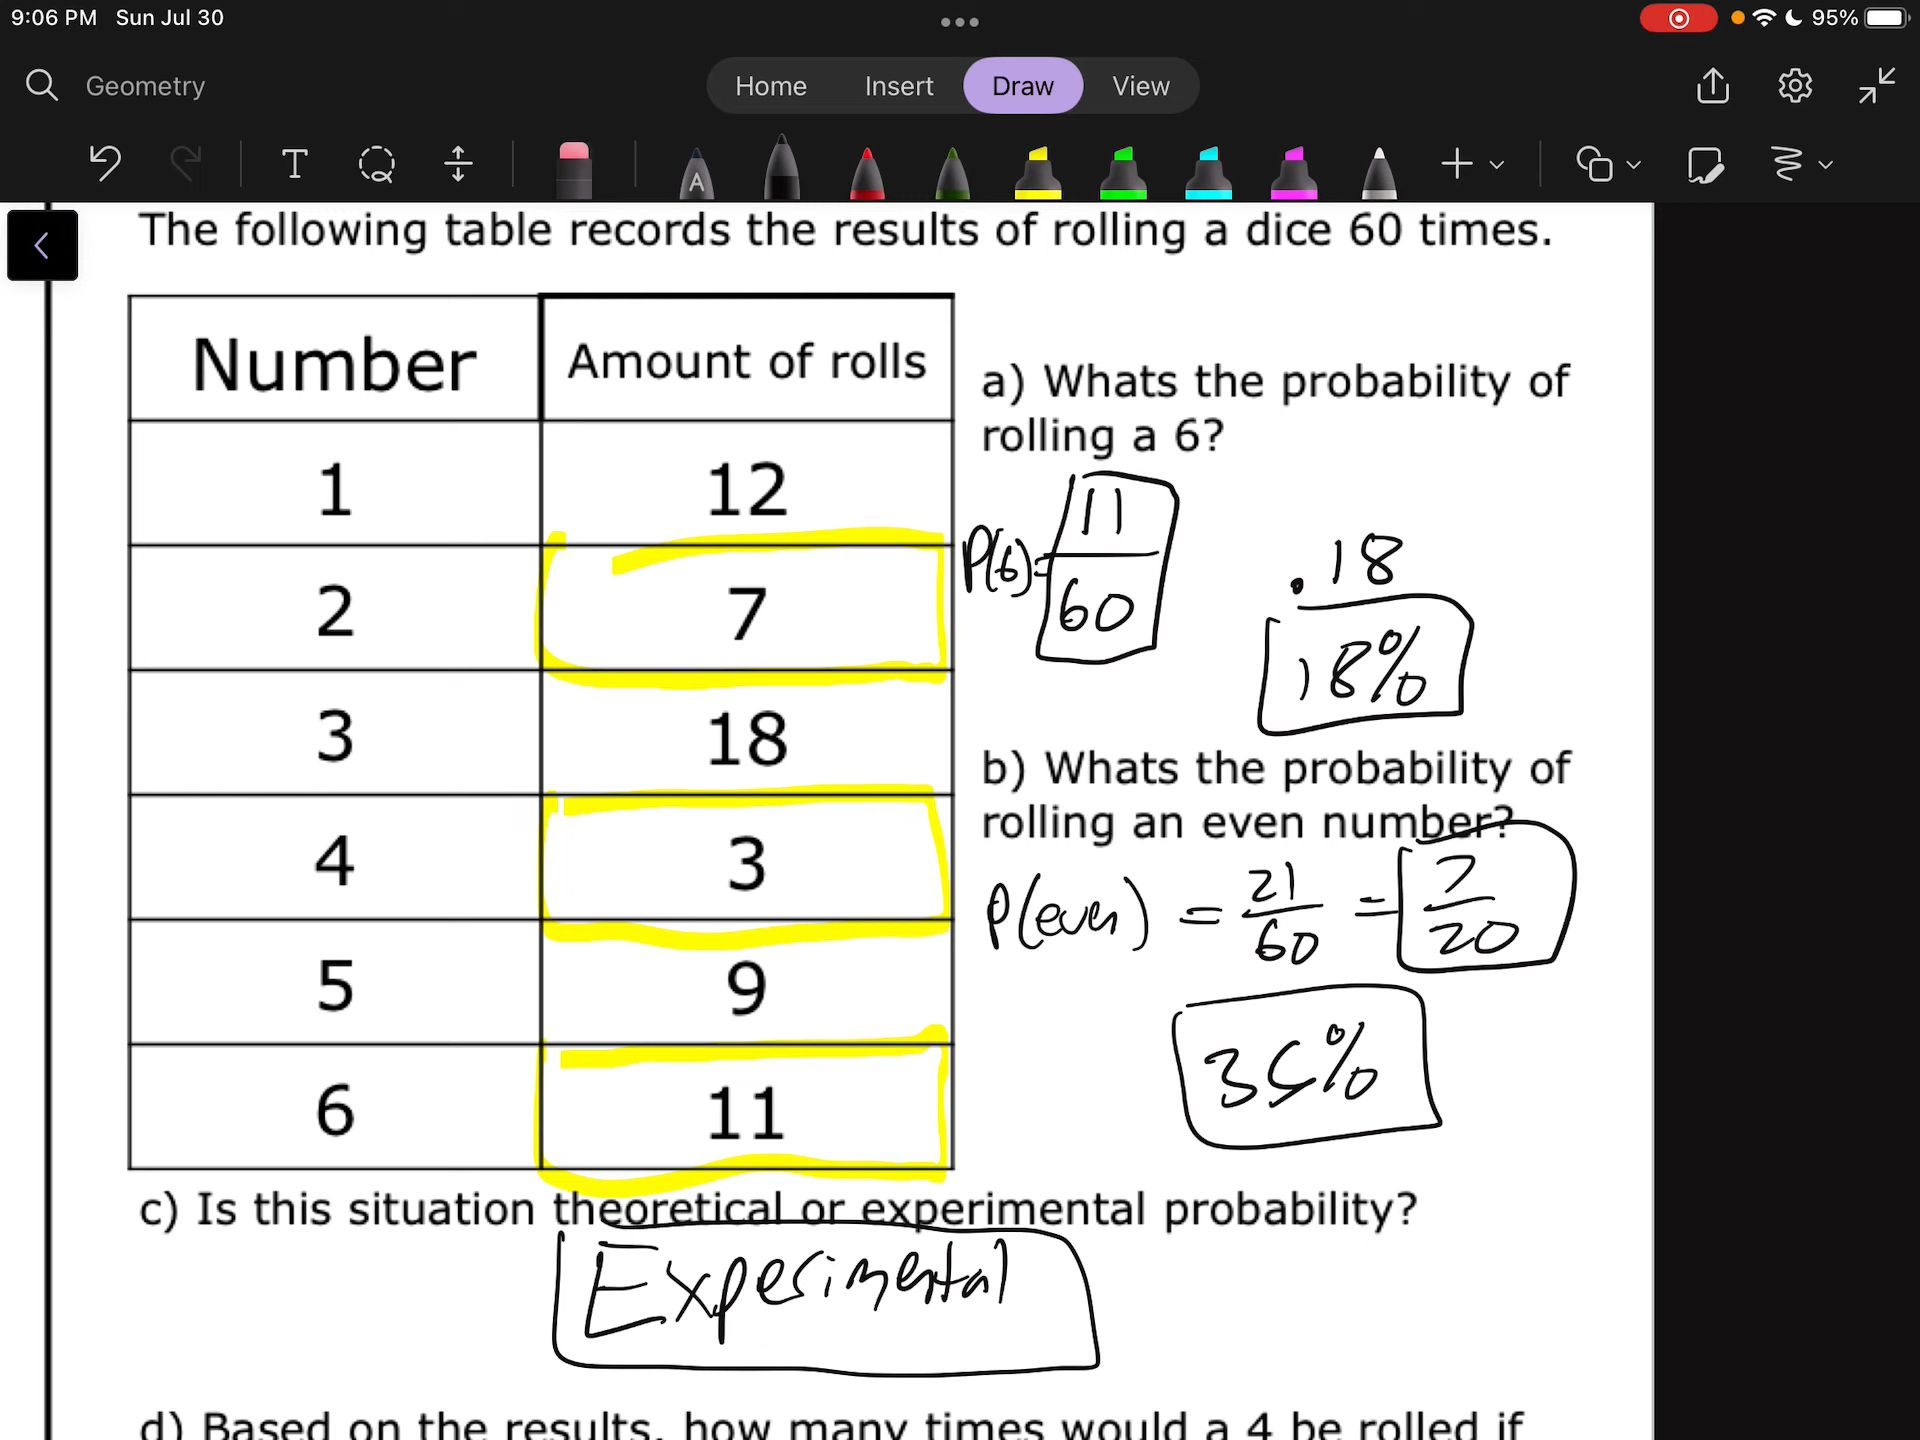 9:06 PM Sun Jul 30
95%
Geometry
Home Insert Draw View
T
A
The following table records the results of rolling a dice 60 times.
Number Amount of rolls
1 12
2 7
3 18
4 3
5 9
6 11
a) Whats the probability of
rolling a 6?
P(6)= 11
60
.18
18%
b) Whats the probability of
rolling an even number?
P(even) = 21/60 = 7/20
35%
c) Is this situation theoretical or experimental probability?
Experimental
d) Based on the results, how many times would a 4 be rolled if